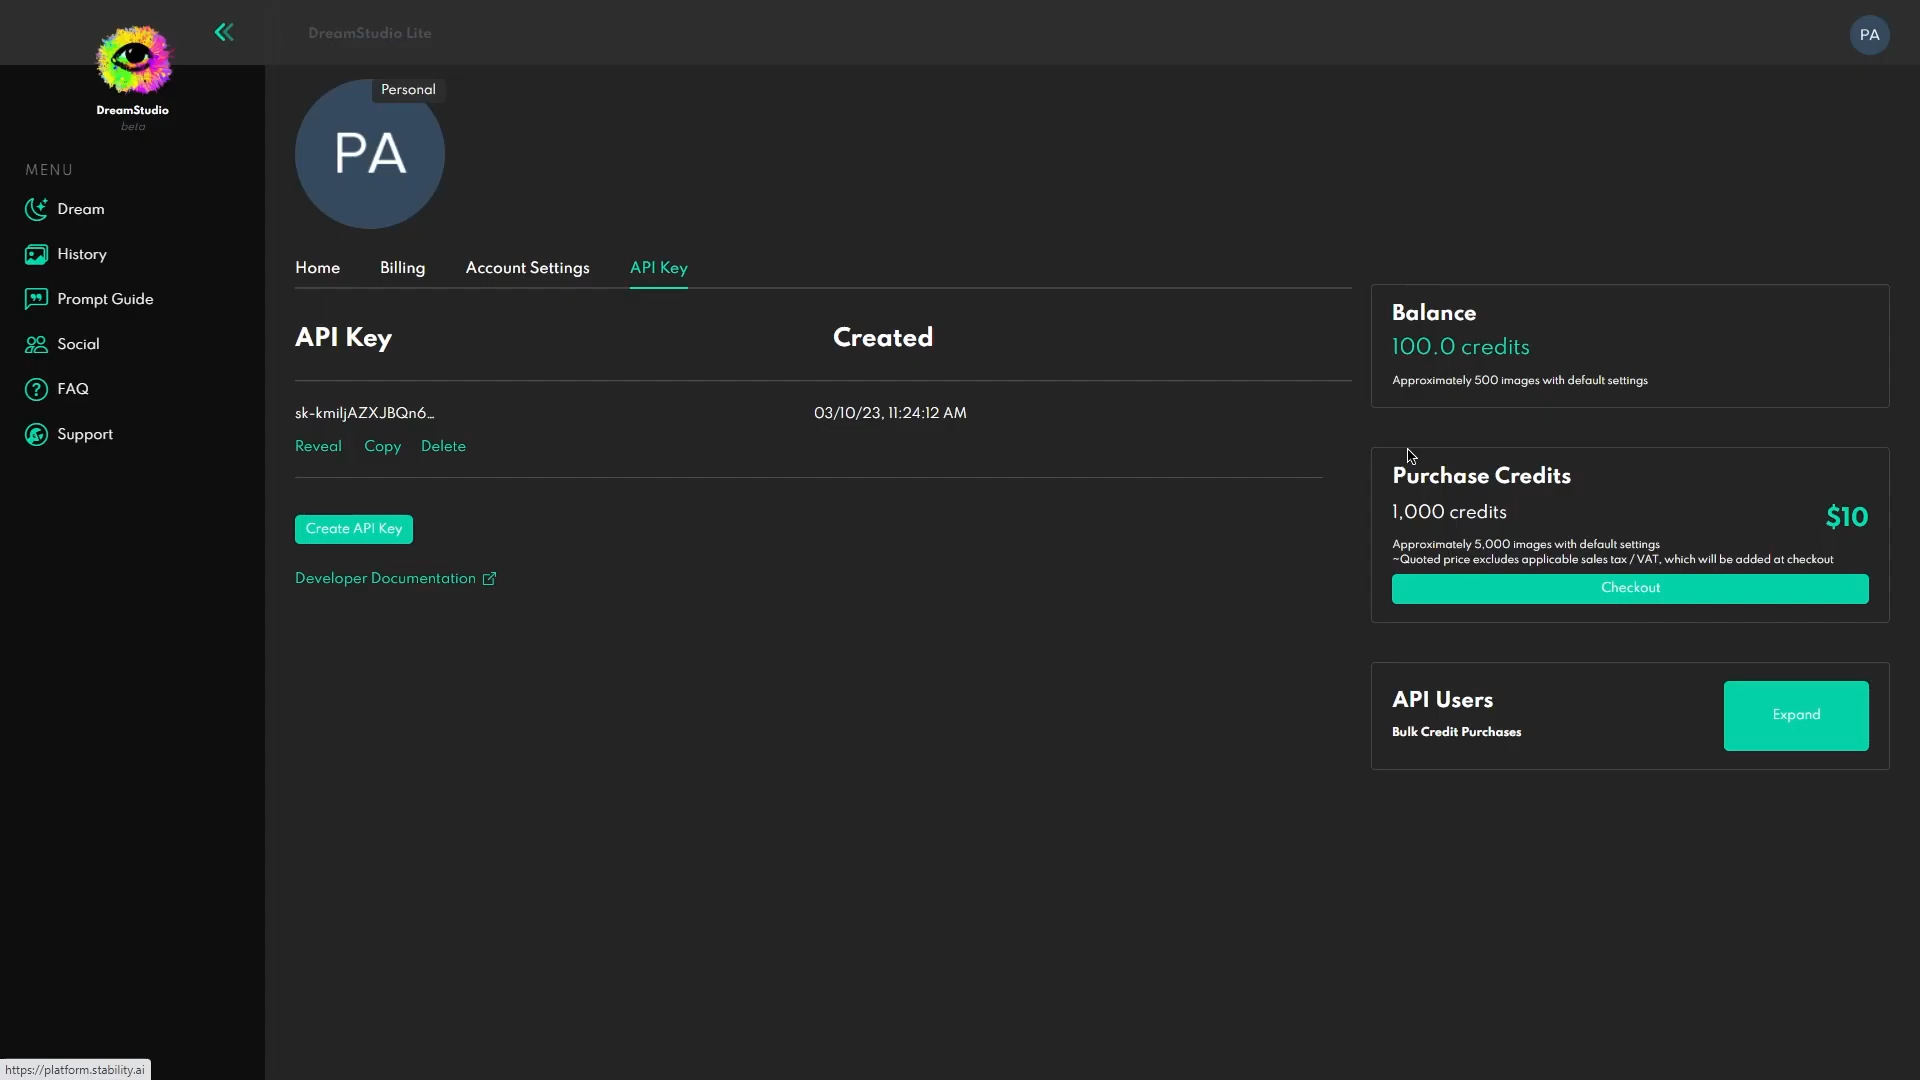 DreamStudio Lite
PA
DreamStudio
beta
MENU
Dream
History
Prompt Guide
Social
FAQ
Support
Personal
PA
Home
Billing
Account Settings
API Key
API Key
Created
sk-kmiljAZXJBQn6...
03/10/23, 11:24:12 AM
Reveal
Copy
Delete
Create API Key
Developer Documentation
Balance
100.0 credits
Approximately 500 images with default settings
Purchase Credits
1,000 credits
$10
Approximately 5,000 images with default settings
~Quoted price excludes applicable sales tax / VAT, which will be added at checkout
Checkout
API Users
Bulk Credit Purchases
Expand
https://platform.stability.ai